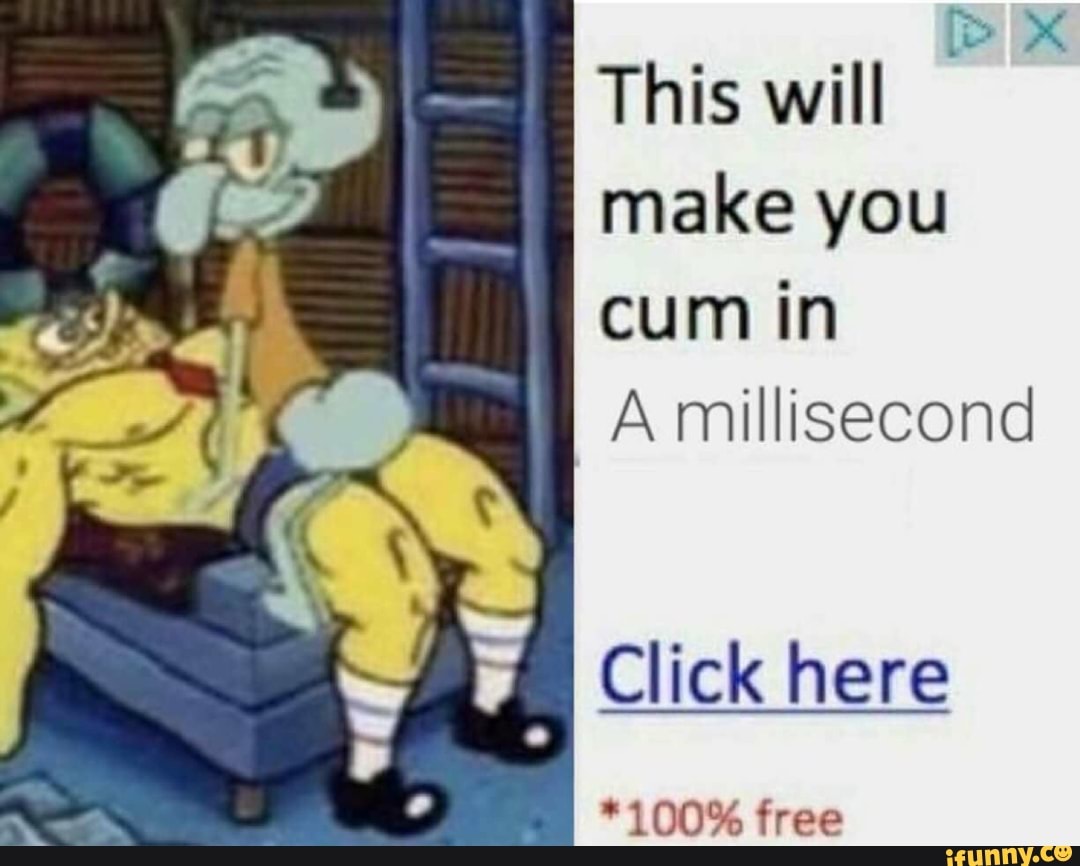 This will
make you
cum in
A millisecond
Click here
*100% free
ifunny.co